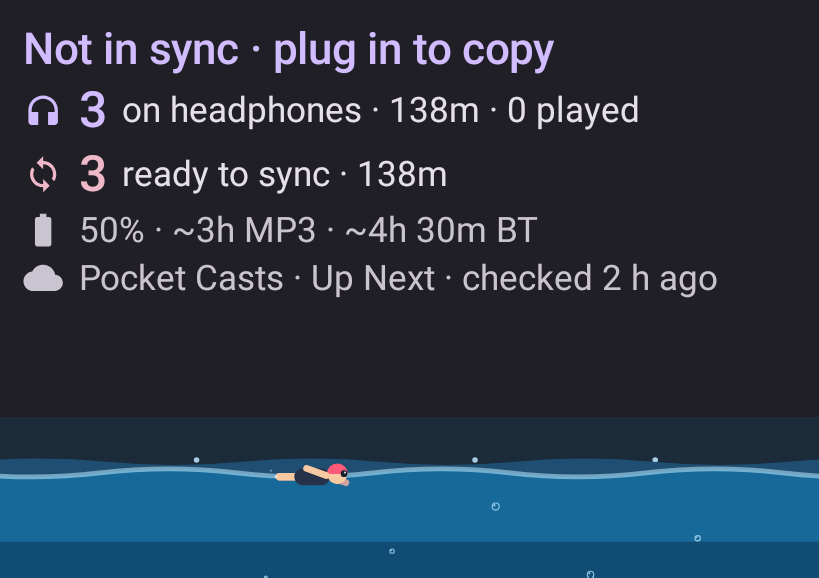 Not in sync · plug in to copy
3 on headphones · 138m · 0 played
3 ready to sync · 138m
50% · ~3h MP3 · ~4h 30m BT
Pocket Casts · Up Next · checked 2 h ago